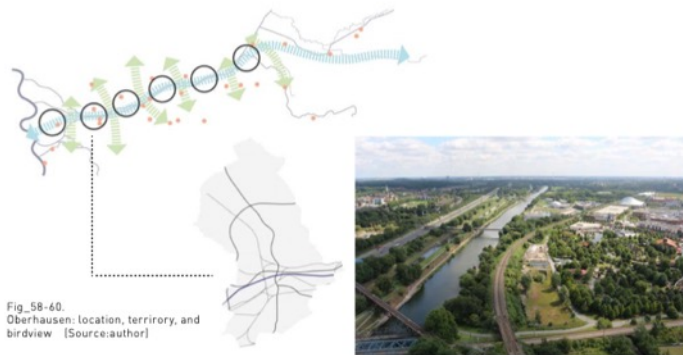 Fig_58-60.
Oberhausen: location, terrirory, and
birdview [Source:author]